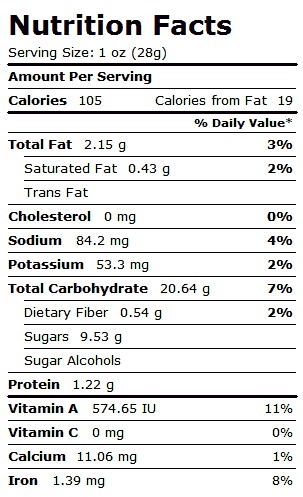 Nutrition Facts
Serving Size: 1 oz (28g)
Amount Per Serving
Calories 105 Calories from Fat 19
% Daily Value*
Total Fat 2.15 g 3%
Saturated Fat 0.43 g 2%
Trans Fat
Cholesterol 0 mg 0%
Sodium 84.2 mg 4%
Potassium 53.3 mg 2%
Total Carbohydrate 20.64 g 7%
Dietary Fiber 0.54 g 2%
Sugars 9.53 g
Sugar Alcohols
Protein 1.22 g
Vitamin A 574.65 IU 11%
Vitamin C 0 mg 0%
Calcium 11.06 mg 1%
Iron 1.39 mg 8%